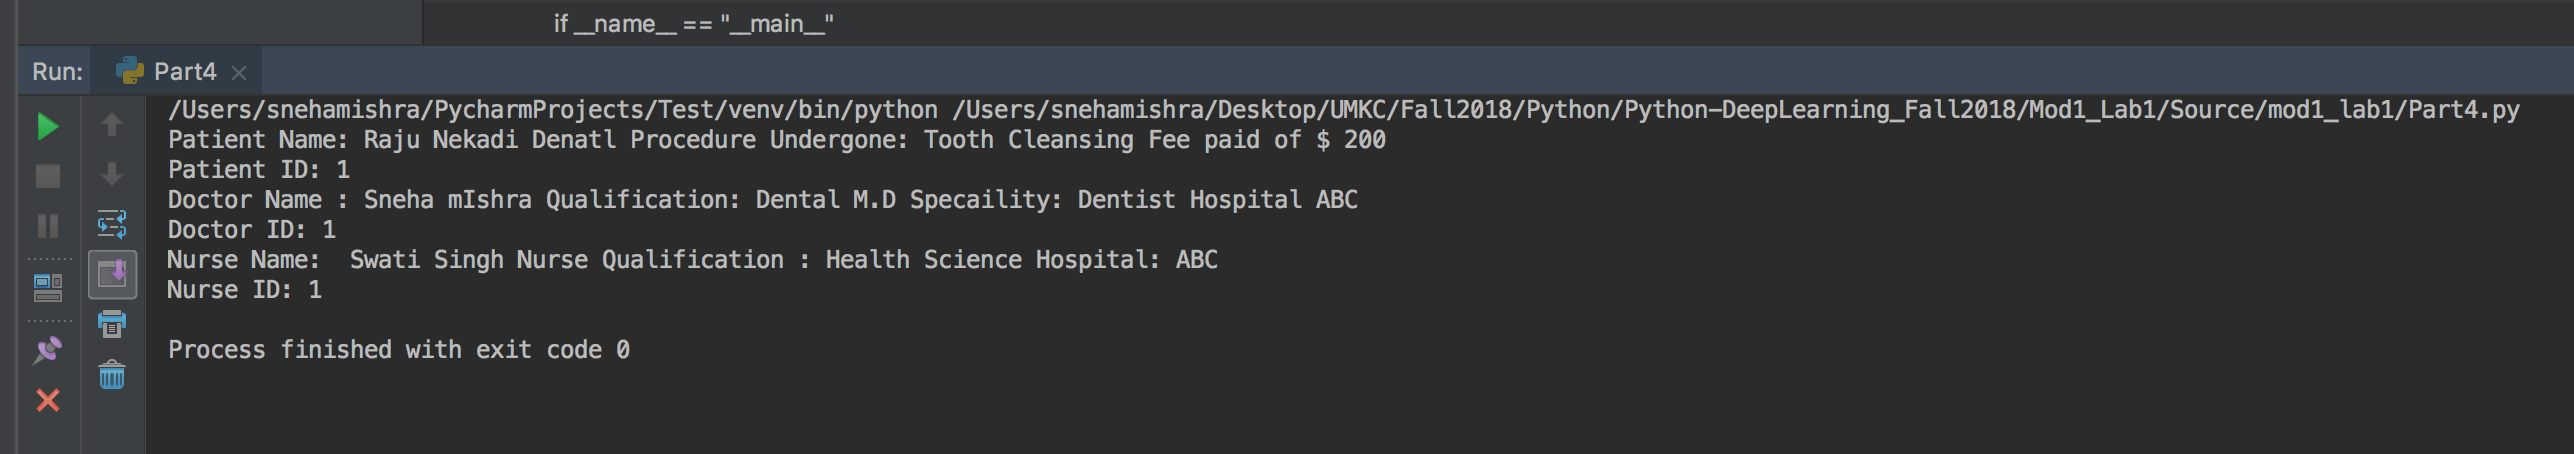 if __name__ == "__main__"
Run: Part4
/Users/snehamishra/PycharmProjects/Test/venv/bin/python /Users/snehamishra/Desktop/UMKC/Fall2018/Python/Python-DeepLearning_Fall2018/Mod1_Lab1/Source/mod1_lab1/Part4.py
Patient Name: Raju Nekadi Denatl Procedure Undergone: Tooth Cleansing Fee paid of $ 200
Patient ID: 1
Doctor Name : Sneha mIshra Qualification: Dental M.D Specaility: Dentist Hospital ABC
Doctor ID: 1
Nurse Name:  Swati Singh Nurse Qualification : Health Science Hospital: ABC
Nurse ID: 1
Process finished with exit code 0